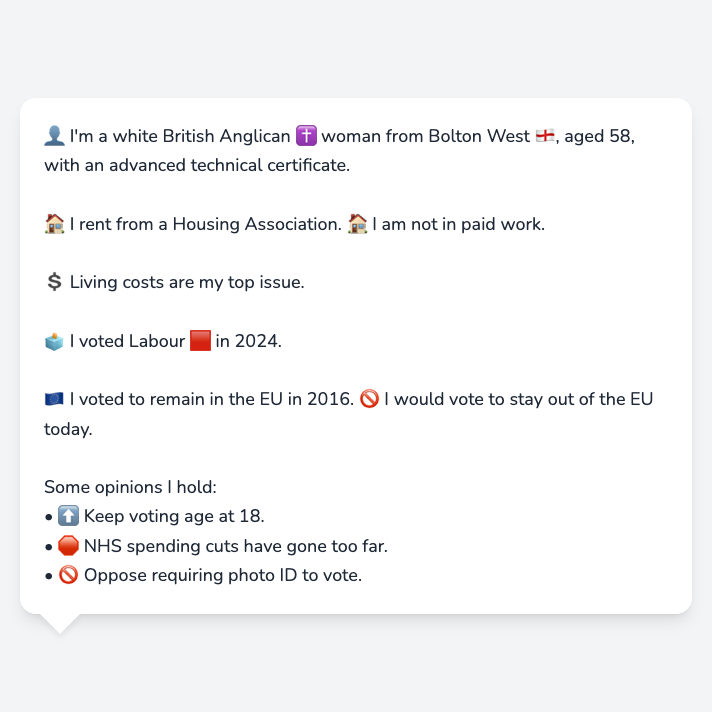 👤 I'm a white British Anglican ✝️ woman from Bolton West 🏴󠁧󠁢󠁥󠁮󠁧󠁿, aged 58,
with an advanced technical certificate.
🏠 I rent from a Housing Association. 🏠 I am not in paid work.
💲 Living costs are my top issue.
🗳️ I voted Labour 🟥 in 2024.
🇪🇺 I voted to remain in the EU in 2016. 🚫 I would vote to stay out of the EU
today.
Some opinions I hold:
• ⬆️ Keep voting age at 18.
• 🛑 NHS spending cuts have gone too far.
• 🚫 Oppose requiring photo ID to vote.